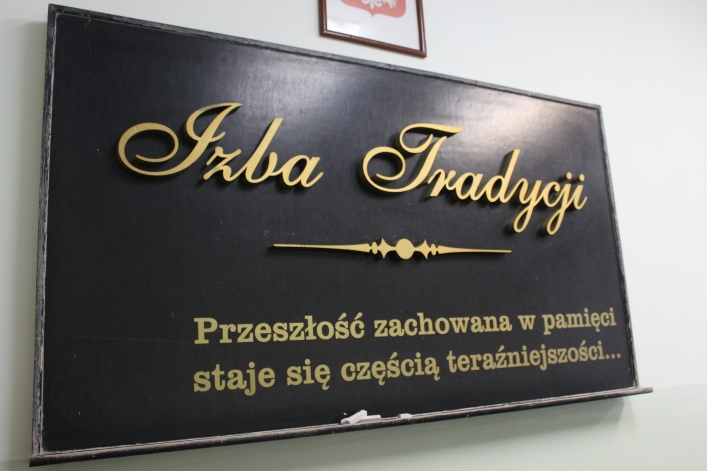 Izba Tradycji
Przeszłość zachowana w pamięci
staje się częścią teraźniejszości...